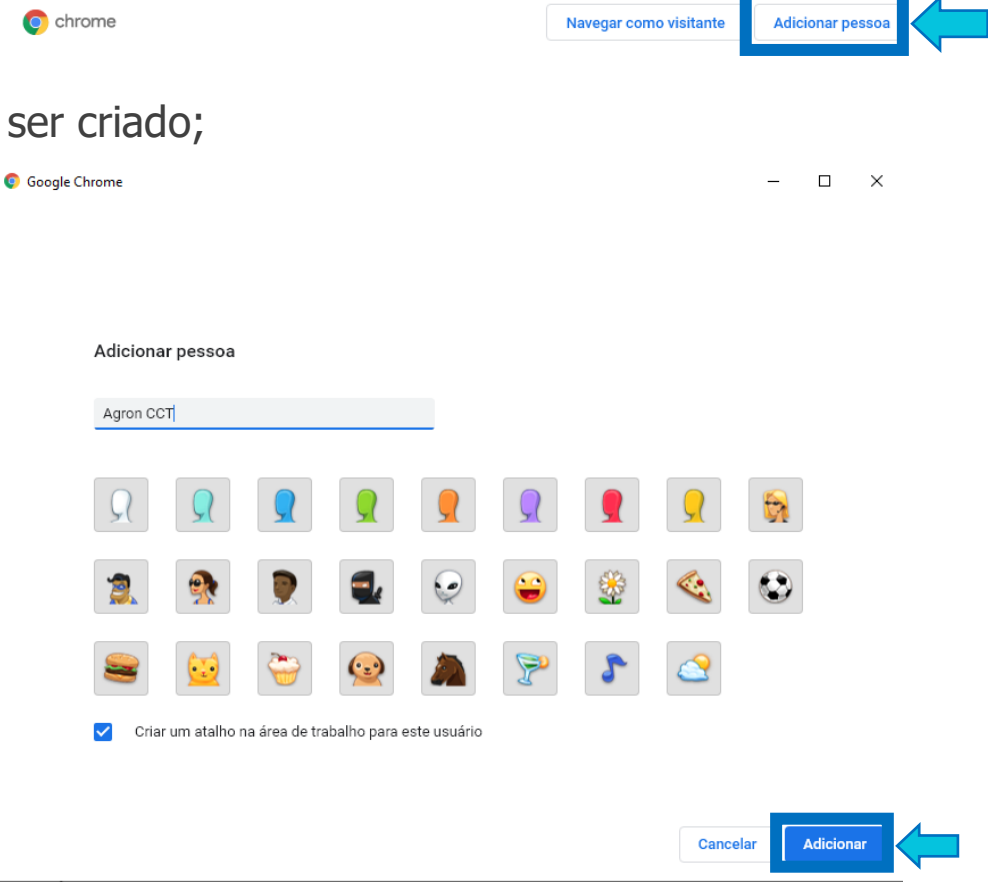 chrome
Navegar como visitante
Adicionar pessoa
ser criado;
Google Chrome
Adicionar pessoa
Agron CCT
Criar um atalho na área de trabalho para este usuário
Cancelar
Adicionar